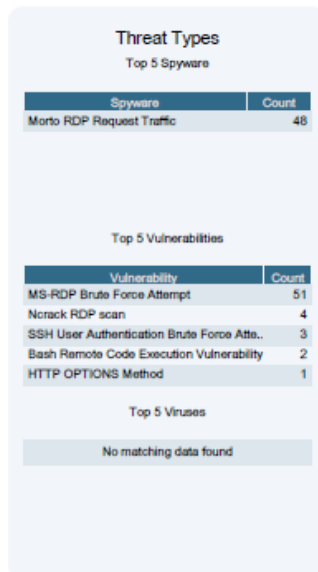 Threat Types
Top 5 Spyware
Spyware Count
Morto RDP Request Traffic 48
Top 5 Vulnerabilities
Vulnerability Count
MS-RDP Brute Force Attempt 51
Ncrack RDP scan 4
SSH User Authentication Brute Force Atte.. 3
Bash Remote Code Execution Vulnerability 2
HTTP OPTIONS Method 1
Top 5 Viruses
No matching data found